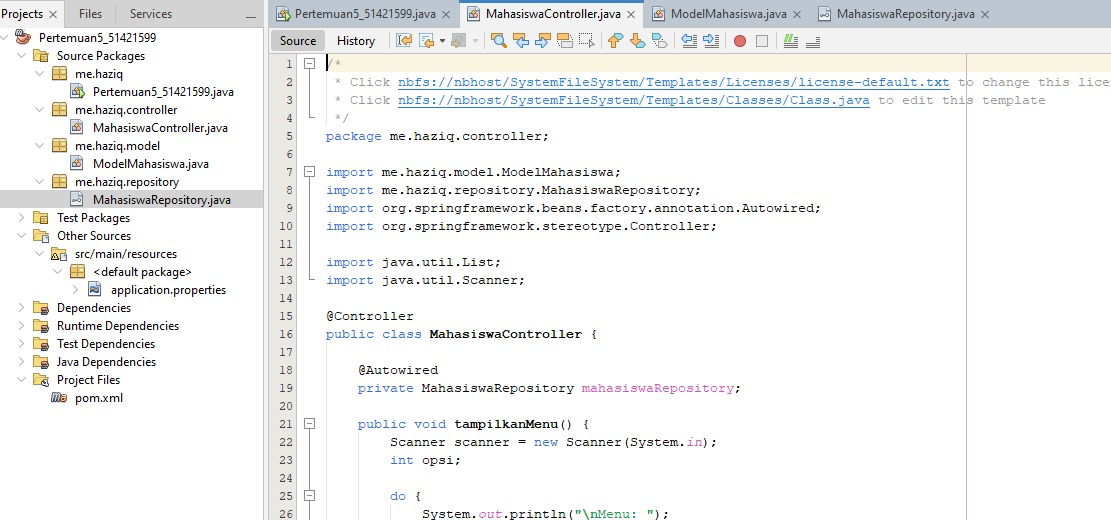 Projects Files Services
Pertemuan5_51421599
Source Packages
me.haziq
Pertemuan5_51421599.java
me.haziq.controller
MahasiswaController.java
me.haziq.model
ModelMahasiswa.java
me.haziq.repository
MahasiswaRepository.java
Test Packages
Other Sources
src/main/resources
<default package>
application.properties
Dependencies
Runtime Dependencies
Test Dependencies
Java Dependencies
Project Files
pom.xml
Pertemuan5_51421599.java MahasiswaController.java ModelMahasiswa.java MahasiswaRepository.java
Source History
1 /*
2 * Click nbfs://nbhost/SystemFileSystem/Templates/Licenses/license-default.txt to change this lice
3 * Click nbfs://nbhost/SystemFileSystem/Templates/Classes/Class.java to edit this template
4 */
5 package me.haziq.controller;
6
7 import me.haziq.model.ModelMahasiswa;
8 import me.haziq.repository.MahasiswaRepository;
9 import org.springframework.beans.factory.annotation.Autowired;
10 import org.springframework.stereotype.Controller;
11
12 import java.util.List;
13 import java.util.Scanner;
14
15 @Controller
16 public class MahasiswaController {
17
18 @Autowired
19 private MahasiswaRepository mahasiswaRepository;
20
21 public void tampilkanMenu() {
22 Scanner scanner = new Scanner(System.in);
23 int opsi;
24
25 do {
26 System.out.println("\nMenu: ");